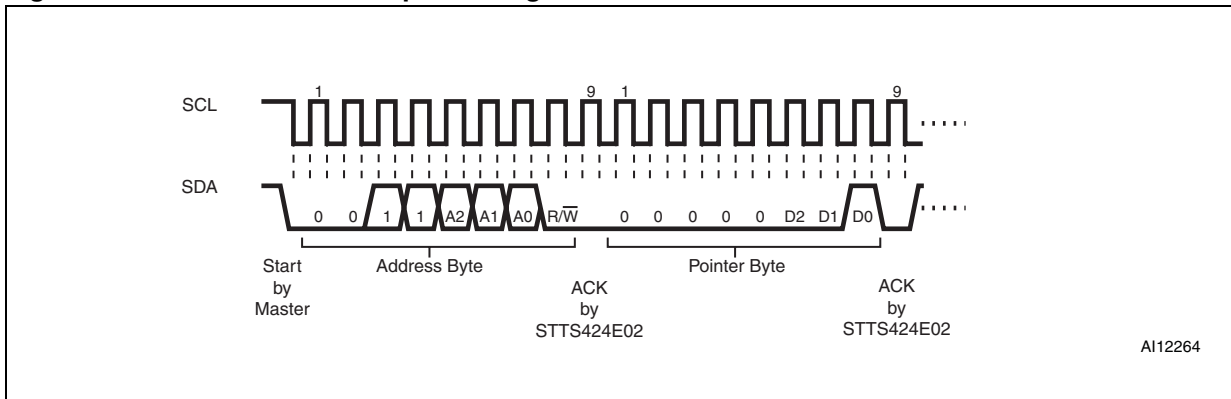 SCL
1 9 1 9
SDA
0 0 1 1 A2 A1 A0 R/W̅ 0 0 0 0 0 D2 D1 D0
Address Byte Pointer Byte
Start
by
Master
ACK
by
STTS424E02
ACK
by
STTS424E02
AI12264